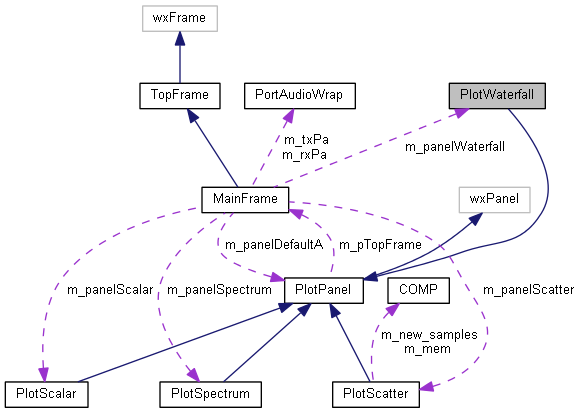 wxFrame
TopFrame
PortAudioWrap
PlotWaterfall
m_txPa
m_rxPa
m_panelWaterfall
MainFrame
wxPanel
m_panelDefaultA
m_pTopFrame
m_panelScalar
m_panelSpectrum
PlotPanel
COMP
m_panelScatter
m_new_samples
m_mem
PlotScalar
PlotSpectrum
PlotScatter